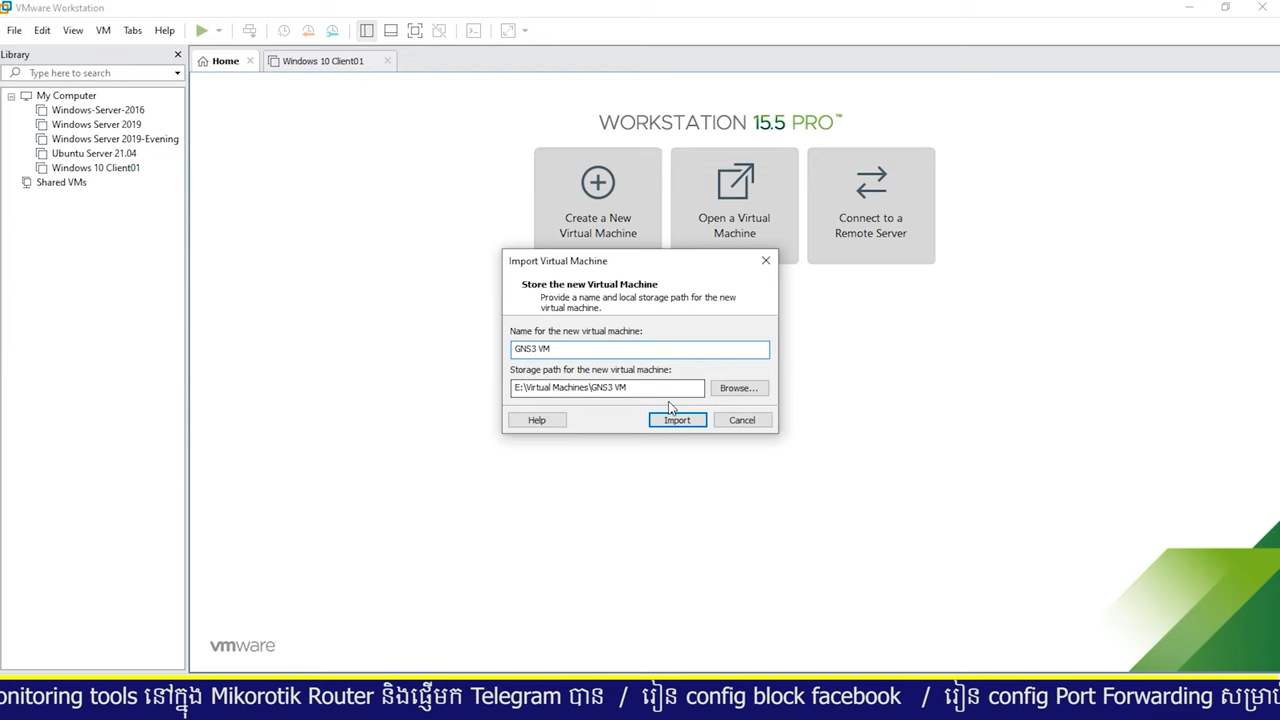 VMware Workstation
File Edit View VM Tabs Help
Library
Type here to search
My Computer
Windows-Server-2016
Windows Server 2019
Windows Server 2019-Evening
Ubuntu Server 21.04
Windows 10 Client01
Shared VMs
Home
Windows 10 Client01
WORKSTATION 15.5 PRO™
Create a New
Virtual Machine
Open a Virtual
Machine
Connect to a
Remote Server
Import Virtual Machine
Store the new Virtual Machine
Provide a name and local storage path for the new
virtual machine.
Name for the new virtual machine:
GNS3 VM
Storage path for the new virtual machine:
E:\Virtual Machines\GNS3 VM
Browse...
Help
Import
Cancel
vmware
onitoring tools នៅក្នុង Mikorotik Router និងផ្ញើមក Telegram បាន / រៀន config block facebook / រៀន config Port Forwarding សម្រាប់